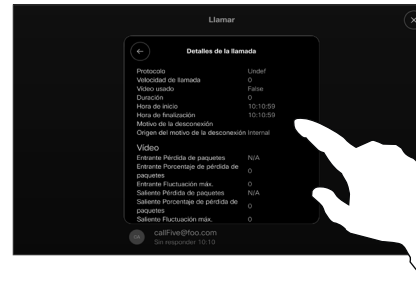 Llamar
Detalles de la llamada
Protocolo Undef
Velocidad de llamada 0
Vídeo usado False
Duración 0
Hora de inicio 10:10:59
Hora de finalización 10:10:59
Motivo de la desconexión
Origen del motivo de la desconexión Internal
Vídeo
Entrante Pérdida de paquetes N/A
Entrante Porcentaje de pérdida de
paquetes 0
Entrante Fluctuación máx. 0
Saliente Pérdida de paquetes N/A
Saliente Porcentaje de pérdida de
paquetes 0
Saliente Fluctuación máx. 0
callFive@foo.com
Sin responder 10:10